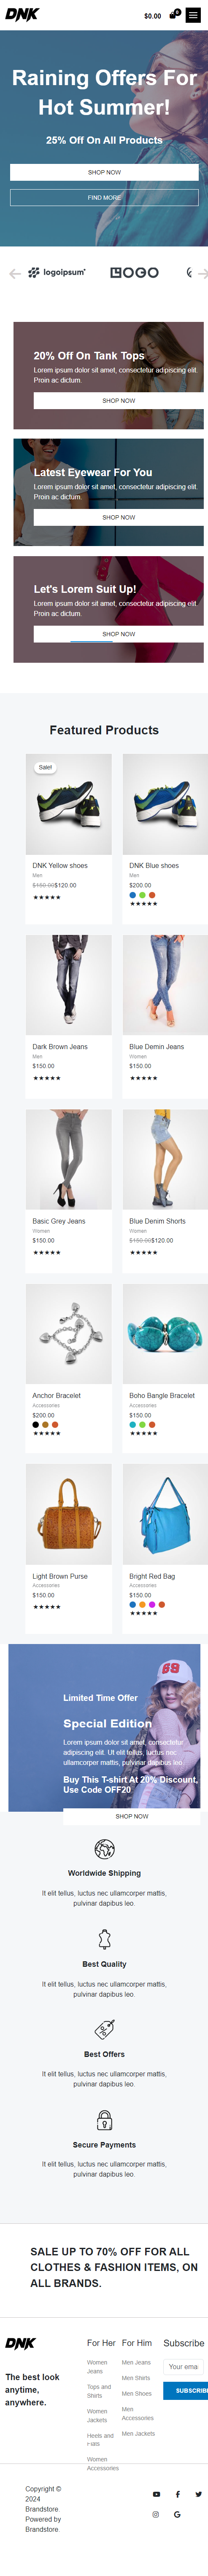 DNK
$0.00
0
Raining Offers For
Hot Summer!
25% Off On All Products
SHOP NOW
FIND MORE
logoipsum
LOGO
20% Off On Tank Tops
Lorem ipsum dolor sit amet, consectetur adipiscing elit.
Proin ac dictum.
SHOP NOW
Latest Eyewear For You
Lorem ipsum dolor sit amet, consectetur adipiscing elit.
Proin ac dictum.
SHOP NOW
Let's Lorem Suit Up!
Lorem ipsum dolor sit amet, consectetur adipiscing elit.
Proin ac dictum.
SHOP NOW
Featured Products
Sale!
DNK Yellow shoes
Men
$150.00$120.00
★★★★★
DNK Blue shoes
Men
$200.00
★★★★★
Dark Brown Jeans
Men
$150.00
★★★★★
Blue Demin Jeans
Women
$150.00
★★★★★
Basic Grey Jeans
Women
$150.00
★★★★★
Blue Denim Shorts
Women
$150.00$120.00
★★★★★
Anchor Bracelet
Accessories
$200.00
★★★★★
Boho Bangle Bracelet
Accessories
$150.00
★★★★★
Light Brown Purse
Accessories
$150.00
★★★★★
Bright Red Bag
Accessories
$150.00
★★★★★
Limited Time Offer
Special Edition
Lorem ipsum dolor sit amet, consectetur
adipiscing elit. Ut elit tellus, luctus nec
ullamcorper mattis, pulvinar dapibus leo.
Buy This T-shirt At 20% Discount,
Use Code OFF20
SHOP NOW
Worldwide Shipping
It elit tellus, luctus nec ullamcorper mattis,
pulvinar dapibus leo.
Best Quality
It elit tellus, luctus nec ullamcorper mattis,
pulvinar dapibus leo.
Best Offers
It elit tellus, luctus nec ullamcorper mattis,
pulvinar dapibus leo.
Secure Payments
It elit tellus, luctus nec ullamcorper mattis,
pulvinar dapibus leo.
SALE UP TO 70% OFF FOR ALL
CLOTHES & FASHION ITEMS, ON
ALL BRANDS.
DNK
The best look
anytime,
anywhere.
For Her
Women
Jeans
Tops and
Shirts
Women
Jackets
Heels and
Flats
Women
Accessories
For Him
Men Jeans
Men Shirts
Men Shoes
Men
Accessories
Men Jackets
Subscribe
Your ema
SUBSCRIBE
Copyright ©
2024
Brandstore.
Powered by
Brandstore.